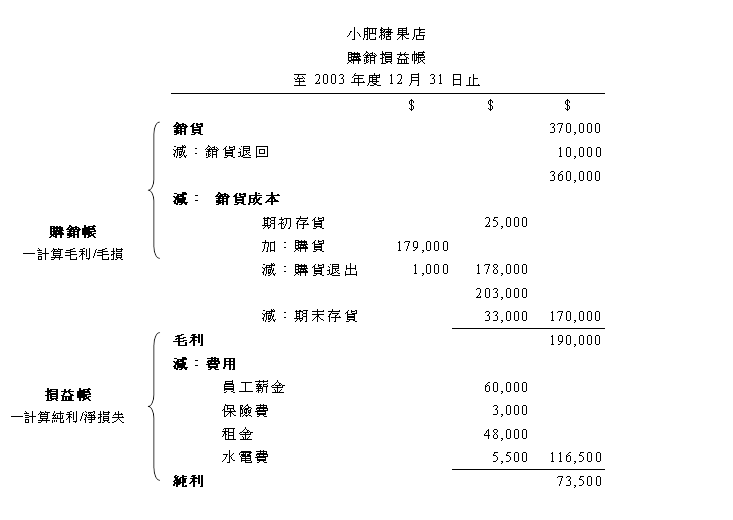 小肥糖果店
購銷損益帳
至 2003 年度 12 月 31 日止
$ $ $
銷貨 370,000
減：銷貨退回 10,000
360,000
減： 銷貨成本
期初存貨 25,000
購銷帳
加：購貨 179,000
—計算毛利/毛損
減：購貨退出 1,000 178,000
203,000
減：期末存貨 33,000 170,000
毛利 190,000
減：費用
員工薪金 60,000
損益帳
保險費 3,000
—計算純利/淨損失
租金 48,000
水電費 5,500 116,500
純利 73,500